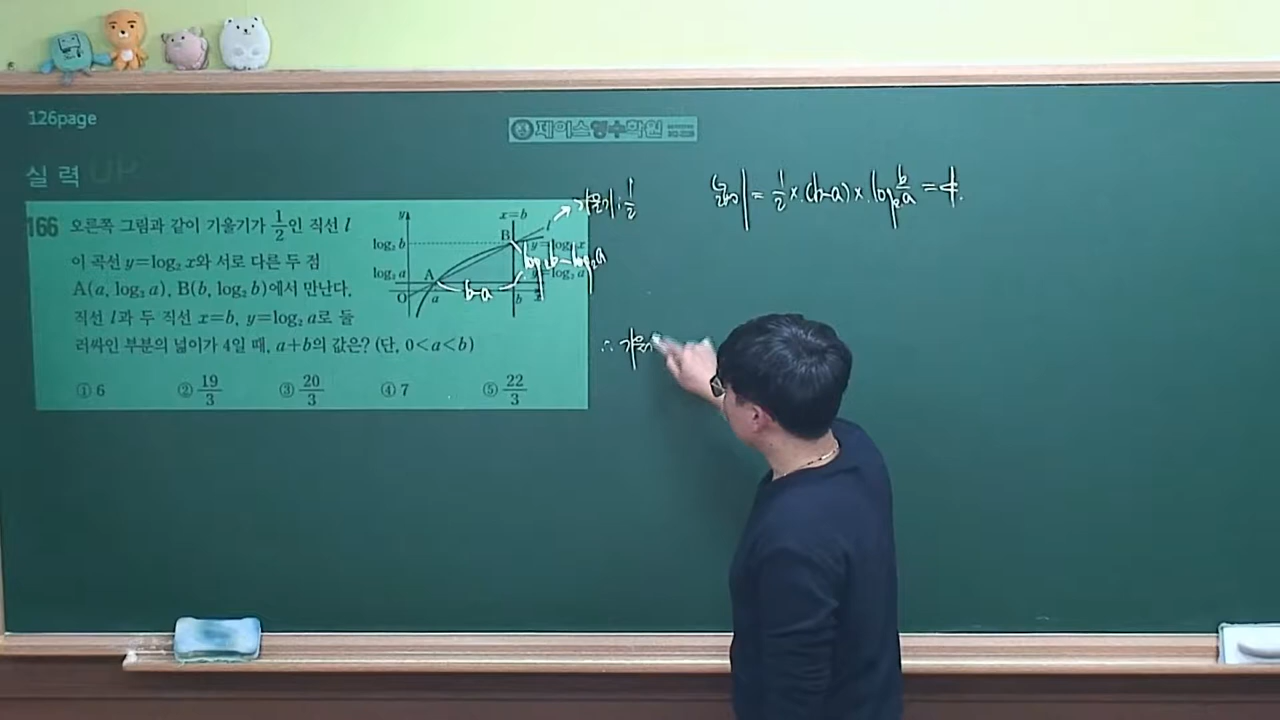 126page
제이스영수학원
실 력 UP
166 오른쪽 그림과 같이 기울기가 1/2인 직선 l
이 곡선 y=log₂ x와 서로 다른 두 점
A(a, log₂ a), B(b, log₂ b)에서 만난다.
직선 l과 두 직선 x=b, y=log₂ a로 둘
러싸인 부분의 넓이가 4일 때, a+b의 값은? (단, 0<a<b)
① 6 ② 19/3 ③ 20/3 ④ 7 ⑤ 22/3
y x=b l
log₂ b B y=log₂ x
log₂ a A y=log₂ a
O a b x
기울기: 1/2
log₂b-log₂a
b-a
넓이 = 1/2 × (b-a) × log₂ b/a = 4.
∴ 기울기